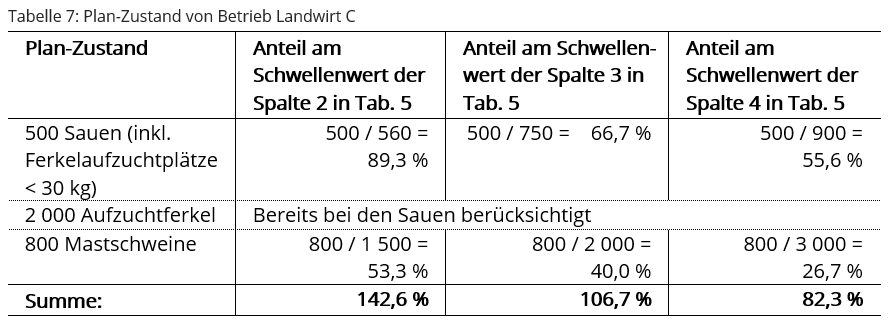 Tabelle 7: Plan-Zustand von Betrieb Landwirt C
Plan-Zustand
Anteil am
Schwellenwert der
Spalte 2 in Tab. 5
Anteil am Schwellen-
wert der Spalte 3 in
Tab. 5
Anteil am
Schwellenwert der
Spalte 4 in Tab. 5
500 Sauen (inkl.
Ferkelaufzuchtplätze
< 30 kg)
500 / 560 =
89,3 %
500 / 750 = 66,7 %
500 / 900 =
55,6 %
2 000 Aufzuchtferkel
Bereits bei den Sauen berücksichtigt
800 Mastschweine
800 / 1 500 =
53,3 %
800 / 2 000 =
40,0 %
800 / 3 000 =
26,7 %
Summe:
142,6 %
106,7 %
82,3 %